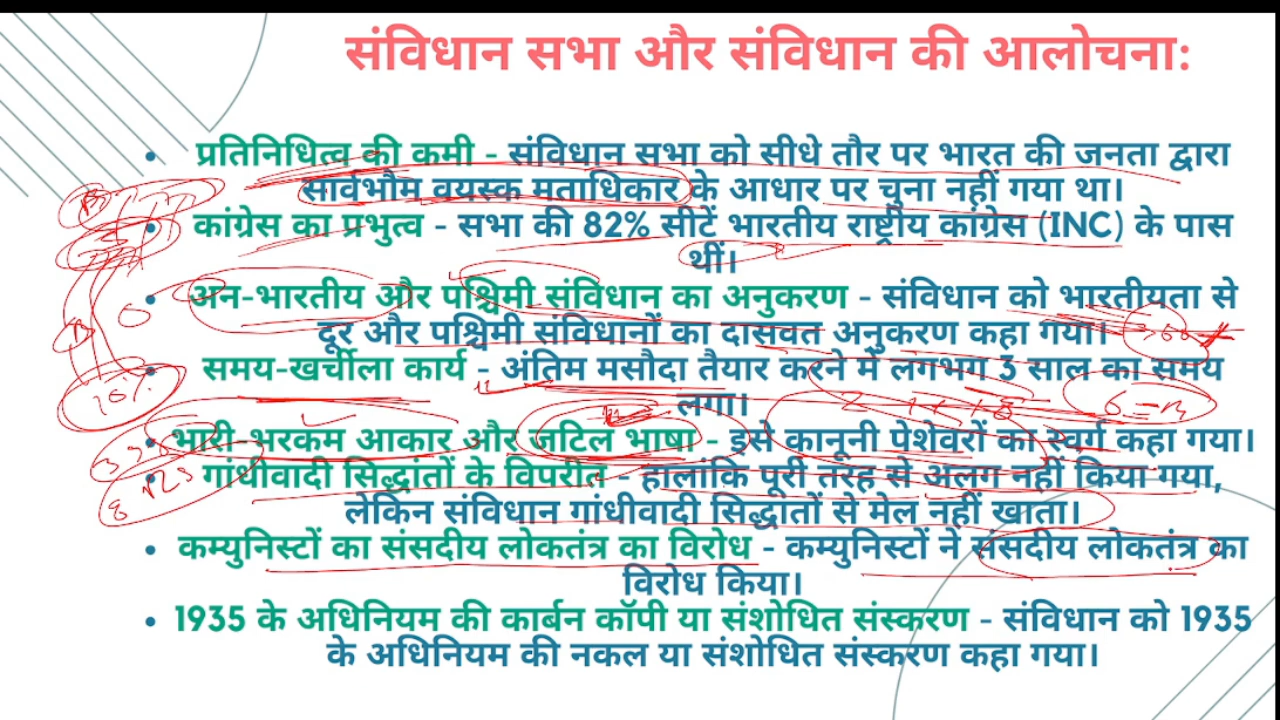 संविधान सभा और संविधान की आलोचना:
• प्रतिनिधित्व की कमी - संविधान सभा को सीधे तौर पर भारत की जनता द्वारा
सार्वभौम वयस्क मताधिकार के आधार पर चुना नहीं गया था।
• कांग्रेस का प्रभुत्व - सभा की 82% सीटें भारतीय राष्ट्रीय कांग्रेस (INC) के पास
थीं।
• अन-भारतीय और पश्चिमी संविधान का अनुकरण - संविधान को भारतीयता से
दूर और पश्चिमी संविधानों का दासवत अनुकरण कहा गया।
• समय-खर्चीला कार्य - अंतिम मसौदा तैयार करने में लगभग 3 साल का समय
लगा।
• भारी-भरकम आकार और जटिल भाषा - इसे कानूनी पेशेवरों का स्वर्ग कहा गया।
• गांधीवादी सिद्धांतों के विपरीत - हालांकि पूरी तरह से अलग नहीं किया गया,
लेकिन संविधान गांधीवादी सिद्धातों से मेल नहीं खाता।
• कम्युनिस्टों का संसदीय लोकतंत्र का विरोध - कम्युनिस्टों ने संसदीय लोकतंत्र का
विरोध किया।
• 1935 के अधिनियम की कार्बन कॉपी या संशोधित संस्करण - संविधान को 1935
के अधिनियम की नकल या संशोधित संस्करण कहा गया।